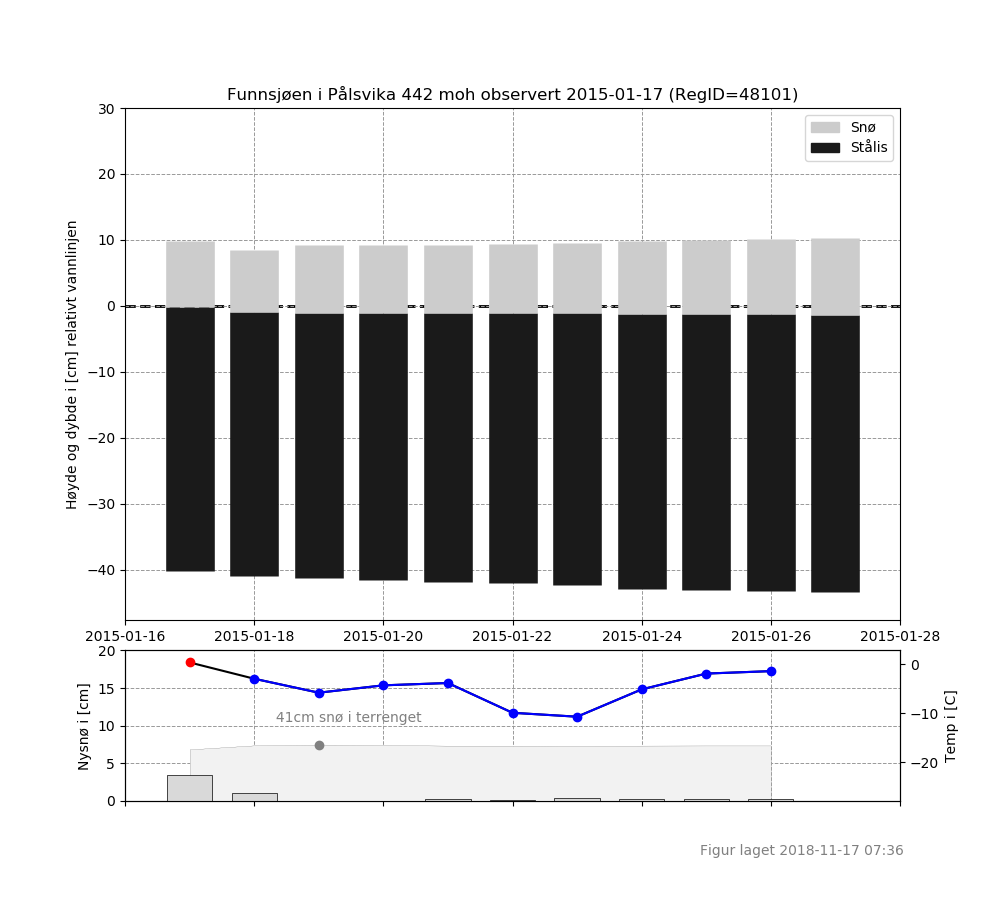 Funnsjøen i Pålsvika 442 moh observert 2015-01-17 (RegID=48101)
Høyde og dybde i [cm] relativt vannlinjen
30
20
10
0
−10
−20
−30
−40
Snø
Stålis
2015-01-16 2015-01-18 2015-01-20 2015-01-22 2015-01-24 2015-01-26 2015-01-28
Nysnø i [cm]
20
15
10
5
0
41cm snø i terrenget
0
−10
−20
Temp i [C]
Figur laget 2018-11-17 07:36